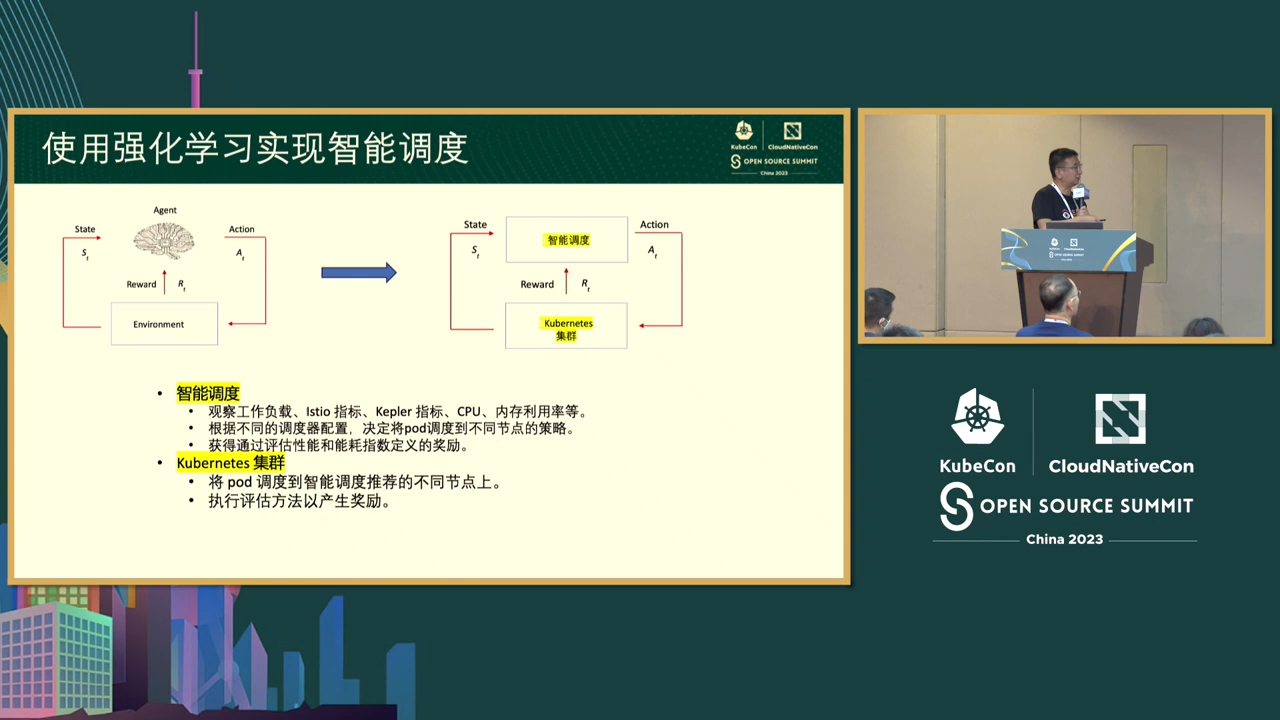 使用强化学习实现智能调度
KubeCon
CloudNativeCon
OPEN SOURCE SUMMIT
China 2023
Agent
State
Action
St
At
Reward
Rt
Environment
State
Action
智能调度
St
At
Reward
Rt
Kubernetes
集群
• 智能调度
• 观察工作负载、Istio 指标、Kepler 指标、CPU、内存利用率等。
• 根据不同的调度器配置，决定将pod调度到不同节点的策略。
• 获得通过评估性能和能耗指数定义的奖励。
• Kubernetes 集群
• 将 pod 调度到智能调度推荐的不同节点上。
• 执行评估方法以产生奖励。
KubeCon
CloudNativeCon
OPEN SOURCE SUMMIT
China 2023